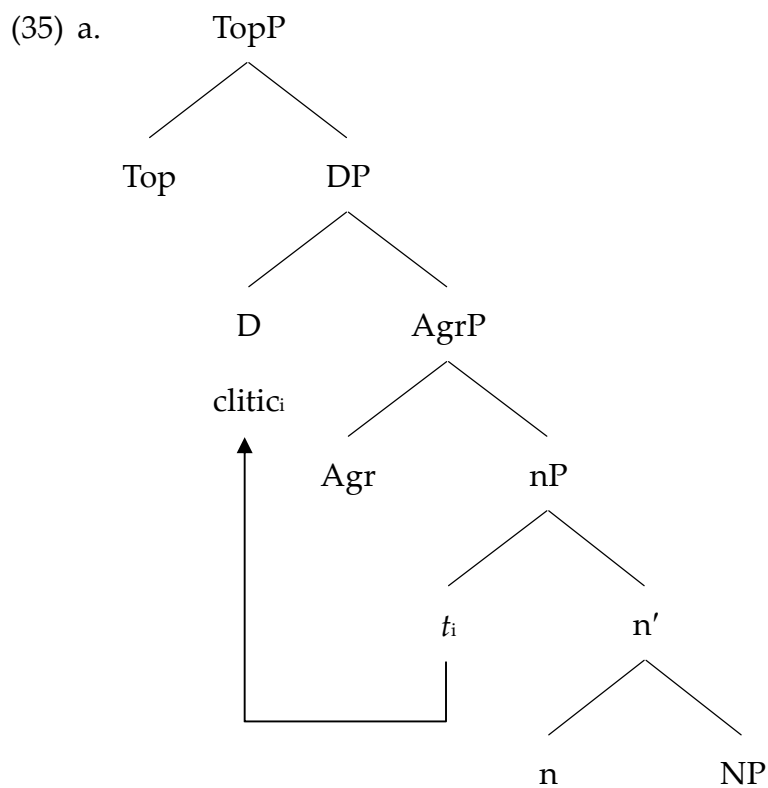 (35) a. TopP
Top DP
D AgrP
clitici
Agr nP
ti n′
n NP